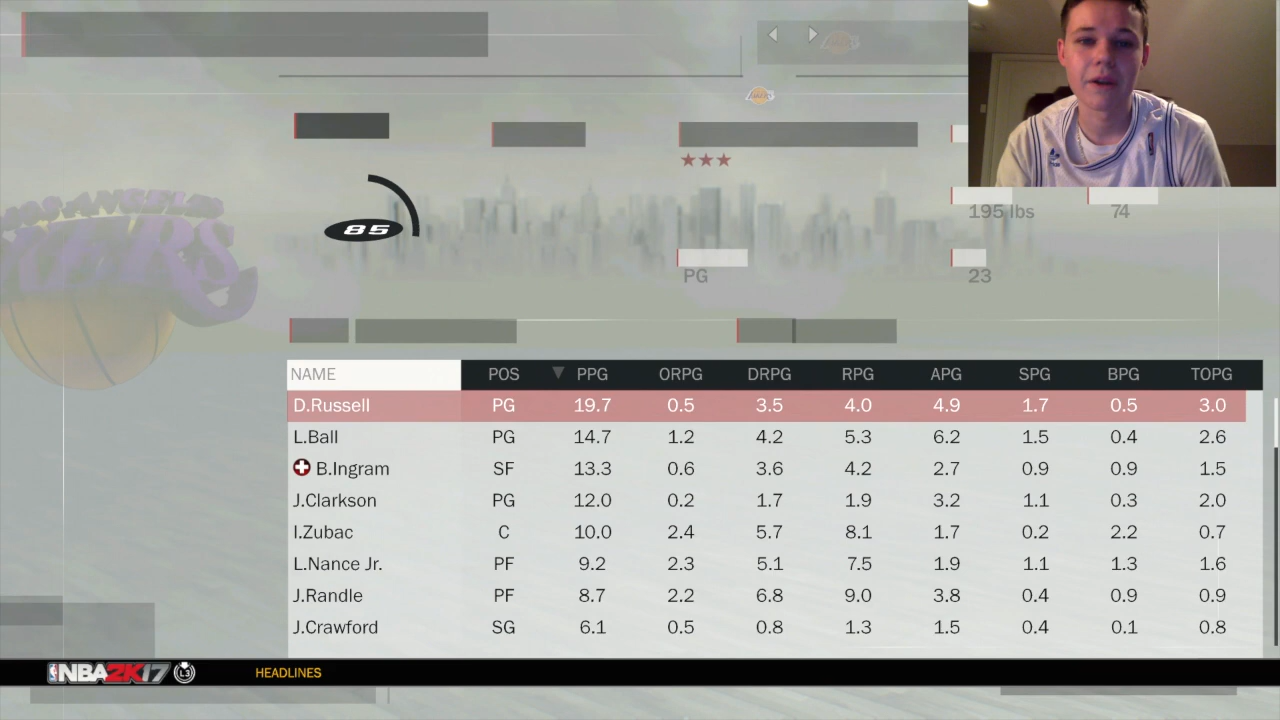 LOS ANGELES
85
195 lbs 74
PG
23
NAME POS PPG ORPG DRPG RPG APG SPG BPG TOPG
D.Russell PG 19.7 0.5 3.5 4.0 4.9 1.7 0.5 3.0
L.Ball PG 14.7 1.2 4.2 5.3 6.2 1.5 0.4 2.6
B.Ingram SF 13.3 0.6 3.6 4.2 2.7 0.9 0.9 1.5
J.Clarkson PG 12.0 0.2 1.7 1.9 3.2 1.1 0.3 2.0
I.Zubac C 10.0 2.4 5.7 8.1 1.7 0.2 2.2 0.7
L.Nance Jr. PF 9.2 2.3 5.1 7.5 1.9 1.1 1.3 1.6
J.Randle PF 8.7 2.2 6.8 9.0 3.8 0.4 0.9 0.9
J.Crawford SG 6.1 0.5 0.8 1.3 1.5 0.4 0.1 0.8
NBA 2K17 L3 HEADLINES